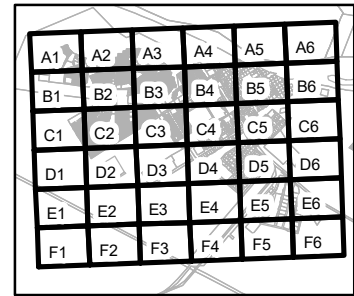 A1 A2 A3 A4 A5 A6
B1 B2 B3 B4 B5 B6
C1 C2 C3 C4 C5 C6
D1 D2 D3 D4 D5 D6
E1 E2 E3 E4 E5 E6
F1 F2 F3 F4 F5 F6